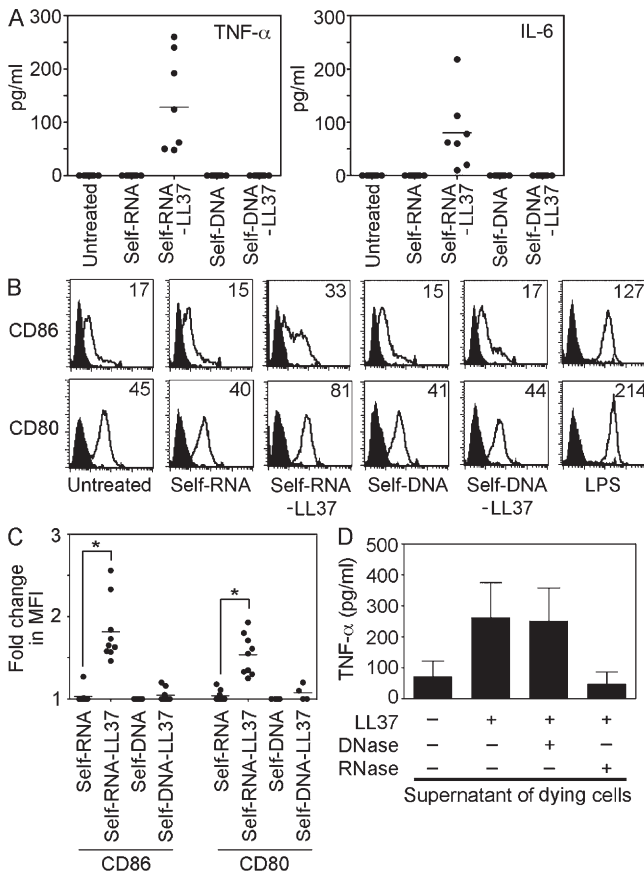 A
TNF-α
IL-6
pg/ml
300
200
100
0
Untreated
Self-RNA
Self-RNA
-LL37
Self-DNA
Self-DNA
-LL37
pg/ml
300
200
100
0
Untreated
Self-RNA
Self-RNA
-LL37
Self-DNA
Self-DNA
-LL37
B
CD86
17
15
33
15
17
127
CD80
45
40
81
41
44
214
Untreated
Self-RNA
Self-RNA
-LL37
Self-DNA
Self-DNA
-LL37
LPS
C
Fold change
in MFI
3
2
1
*
*
Self-RNA
Self-RNA-LL37
Self-DNA
Self-DNA-LL37
Self-RNA
Self-RNA-LL37
Self-DNA
Self-DNA-LL37
CD86
CD80
D
TNF-α (pg/ml)
500
400
300
200
100
0
LL37 – + + +
DNase – – + –
RNase – – – +
Supernatant of dying cells